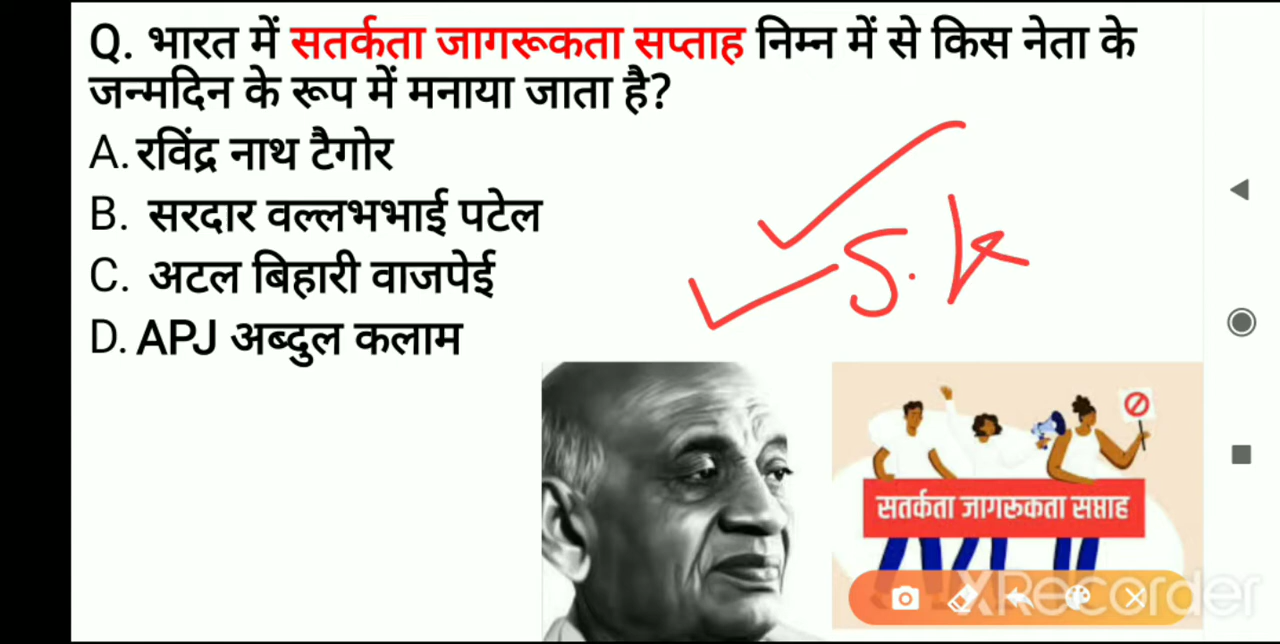 Q. भारत में सतर्कता जागरूकता सप्ताह निम्न में से किस नेता के
जन्मदिन के रूप में मनाया जाता है?
A. रविंद्र नाथ टैगोर
B. सरदार वल्लभभाई पटेल
C. अटल बिहारी वाजपेई
D. APJ अब्दुल कलाम
S. K
सतर्कता जागरूकता सप्ताह
XRecorder